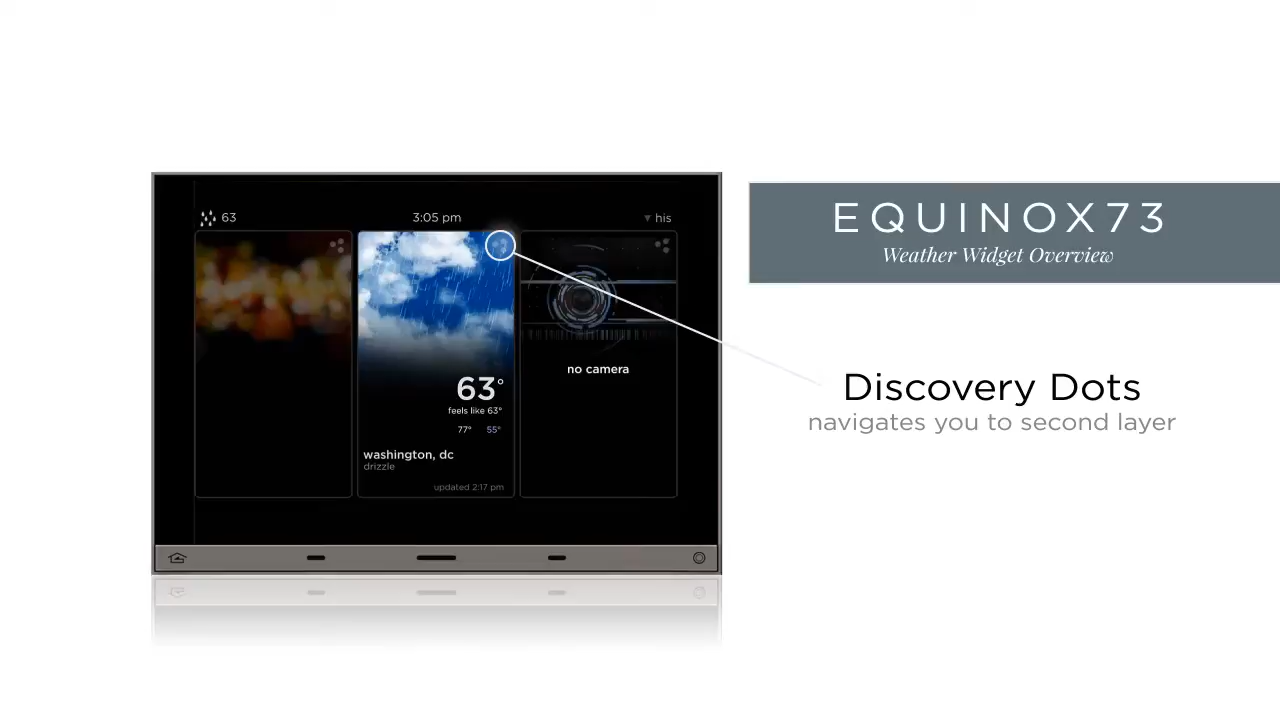 63
3:05 pm
his
63°
feels like 63°
77° 55°
washington, dc
drizzle
updated 2:17 pm
no camera
EQUINOX73
Weather Widget Overview
Discovery Dots
navigates you to second layer